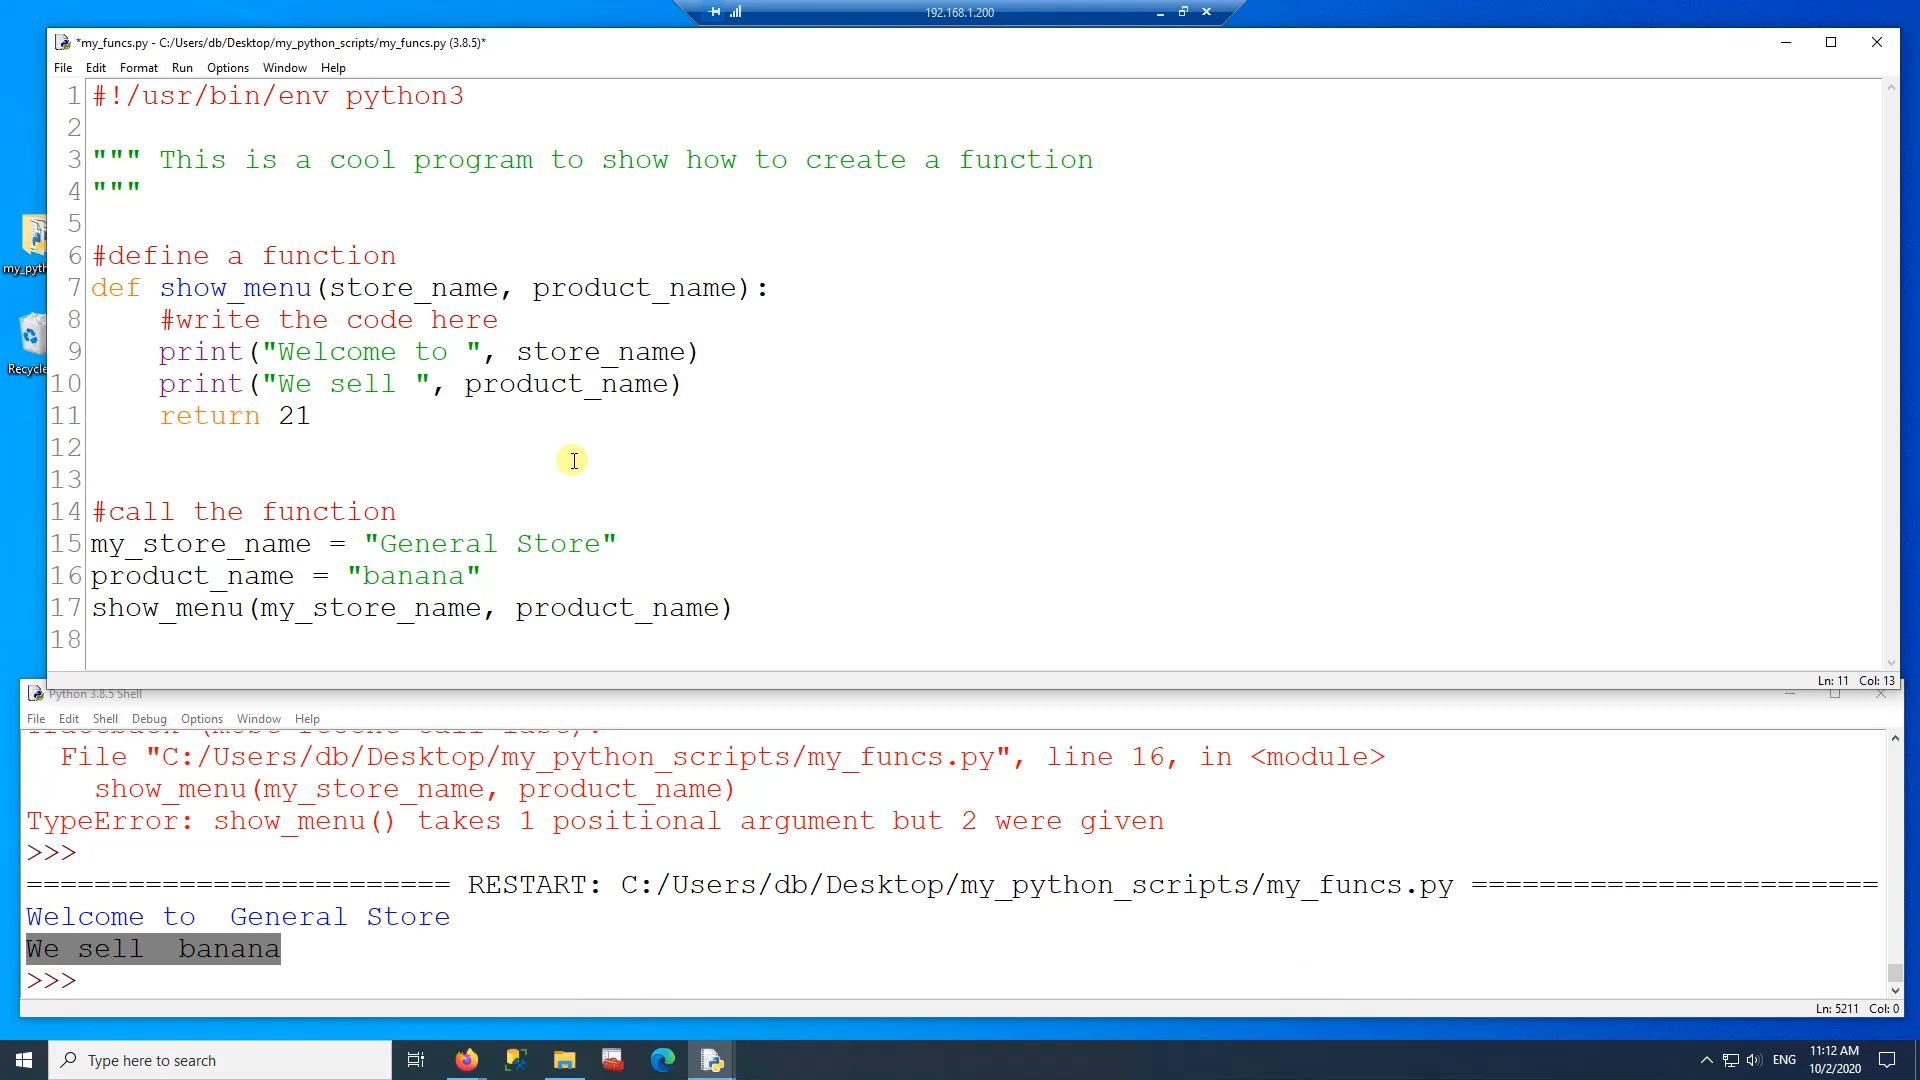 192.168.1.200
*my_funcs.py - C:/Users/db/Desktop/my_python_scripts/my_funcs.py (3.8.5)*
File Edit Format Run Options Window Help
1 #!/usr/bin/env python3
2
3 """ This is a cool program to show how to create a function
4 """
5
6 #define a function
7 def show_menu(store_name, product_name):
8 #write the code here
9 print("Welcome to ", store_name)
10 print("We sell ", product_name)
11 return 21
12
13
14 #call the function
15 my_store_name = "General Store"
16 product_name = "banana"
17 show_menu(my_store_name, product_name)
18
Ln: 11 Col: 13
my_pyth
Recycle
Python 3.8.5 Shell
File Edit Shell Debug Options Window Help
Traceback (most recent call last):
File "C:/Users/db/Desktop/my_python_scripts/my_funcs.py", line 16, in <module>
show_menu(my_store_name, product_name)
TypeError: show_menu() takes 1 positional argument but 2 were given
>>>
========================= RESTART: C:/Users/db/Desktop/my_python_scripts/my_funcs.py ========================
Welcome to  General Store
We sell  banana
>>>
Ln: 5211 Col: 0
Type here to search
ENG
11:12 AM
10/2/2020